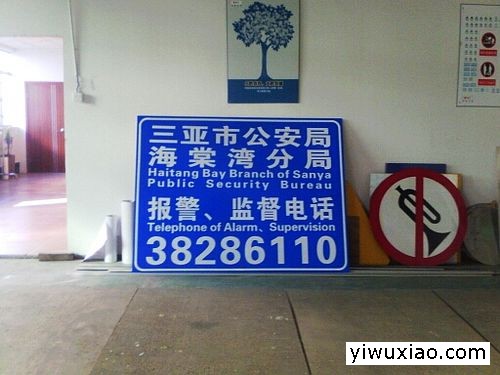 三亚市公安局
海棠湾分局
Haitang Bay Branch of Sanya
Public Security Bureau
报警、监督电话
Telephone of Alarm、Supervision
38286110
yiwuxiao.com